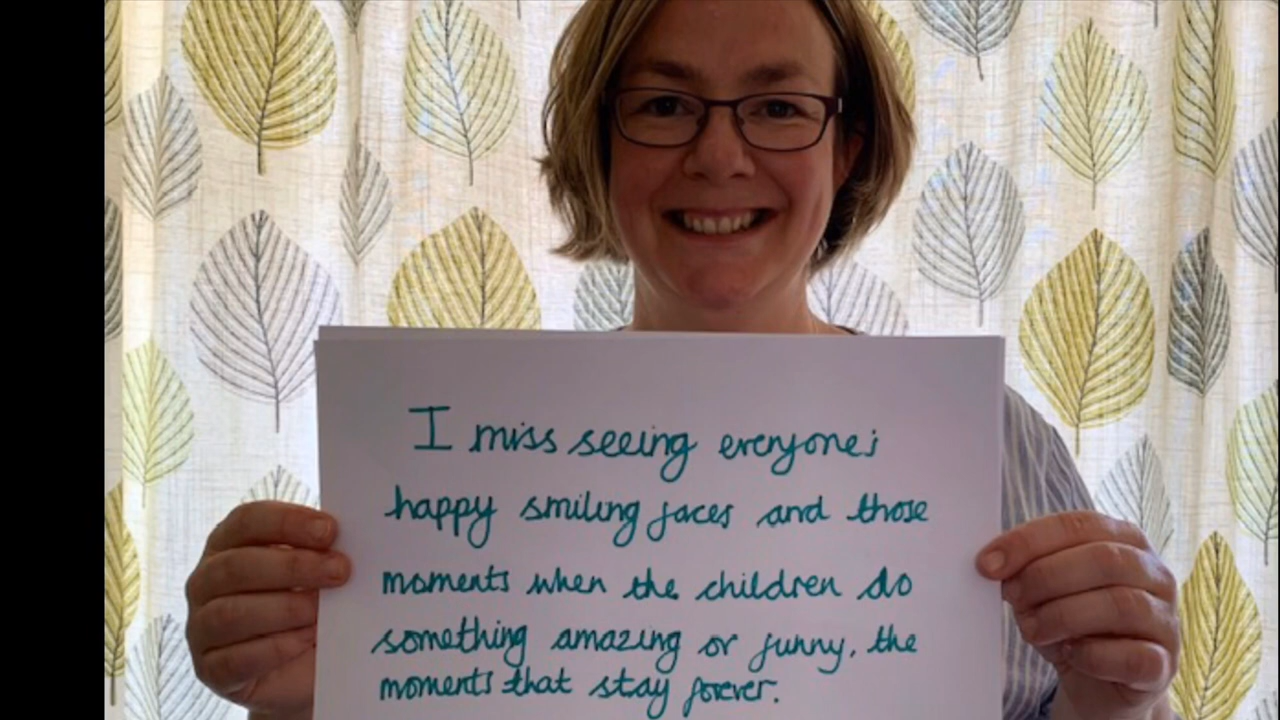 I miss seeing everyones
happy smiling faces and those
moments when the children do
something amazing or funny, the
moments that stay forever.